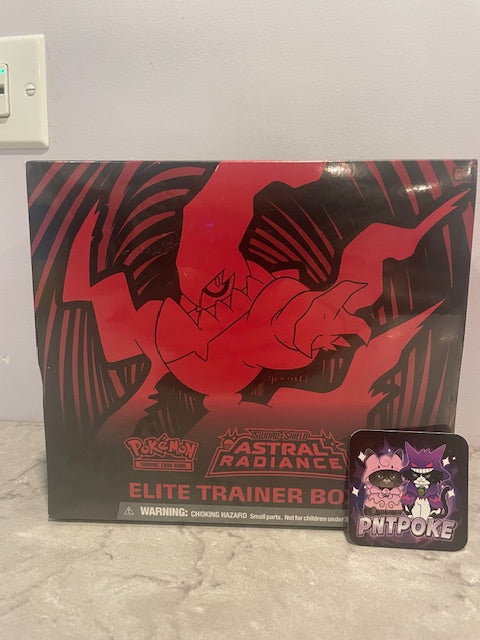 POKÉMON
TRADING CARD GAME
SWORD & SHIELD
ASTRAL
RADIANCE
ELITE TRAINER BO
WARNING: CHOKING HAZARD Small parts. Not for children under 3
PNTPOKE